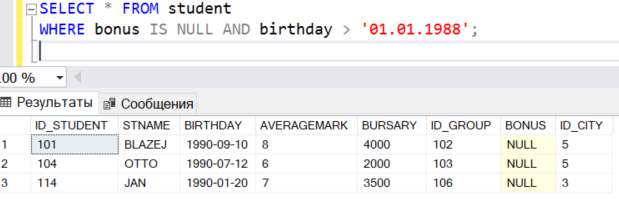 SELECT * FROM student
WHERE bonus IS NULL AND birthday > '01.01.1988';
.00 %
Результаты Сообщения
ID_STUDENT STNAME BIRTHDAY AVERAGEMARK BURSARY ID_GROUP BONUS ID_CITY
1 101 BLAZEJ 1990-09-10 8 4000 102 NULL 5
2 104 OTTO 1990-07-12 6 2000 103 NULL 5
3 114 JAN 1990-01-20 7 3500 106 NULL 3